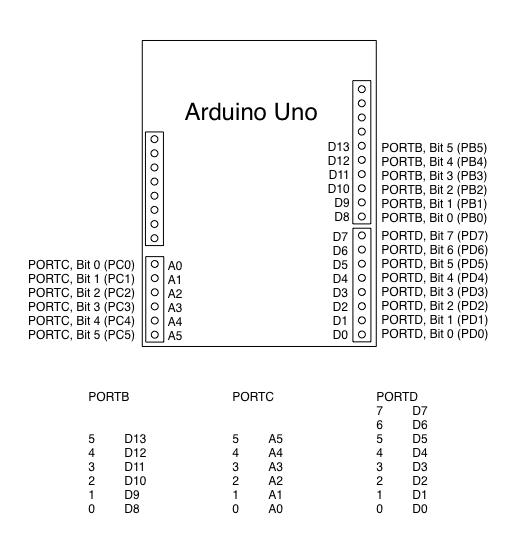 Arduino Uno
D13 PORTB, Bit 5 (PB5)
D12 PORTB, Bit 4 (PB4)
D11 PORTB, Bit 3 (PB3)
D10 PORTB, Bit 2 (PB2)
D9 PORTB, Bit 1 (PB1)
D8 PORTB, Bit 0 (PB0)
D7 PORTD, Bit 7 (PD7)
D6 PORTD, Bit 6 (PD6)
D5 PORTD, Bit 5 (PD5)
D4 PORTD, Bit 4 (PD4)
D3 PORTD, Bit 3 (PD3)
D2 PORTD, Bit 2 (PD2)
D1 PORTD, Bit 1 (PD1)
D0 PORTD, Bit 0 (PD0)
PORTC, Bit 0 (PC0) A0
PORTC, Bit 1 (PC1) A1
PORTC, Bit 2 (PC2) A2
PORTC, Bit 3 (PC3) A3
PORTC, Bit 4 (PC4) A4
PORTC, Bit 5 (PC5) A5
PORTB PORTC PORTD
7 D7
6 D6
5 D13 5 A5 5 D5
4 D12 4 A4 4 D4
3 D11 3 A3 3 D3
2 D10 2 A2 2 D2
1 D9 1 A1 1 D1
0 D8 0 A0 0 D0